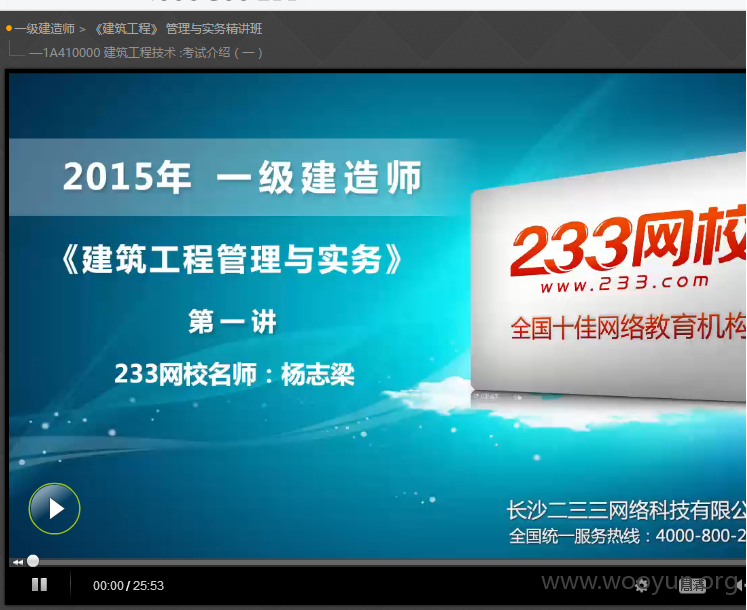 一级建造师 > 《建筑工程》 管理与实务精讲班
—1A410000 建筑工程技术 :考试介绍（一）
2015年 一级建造师
《建筑工程管理与实务》
第一讲
233网校名师：杨志梁
233网校
www.233.com
全国十佳网络教育机构
长沙二三三网络科技有限公
全国统一服务热线：4000-800-2
00:00 / 25:53
高清
www.wooyun.org